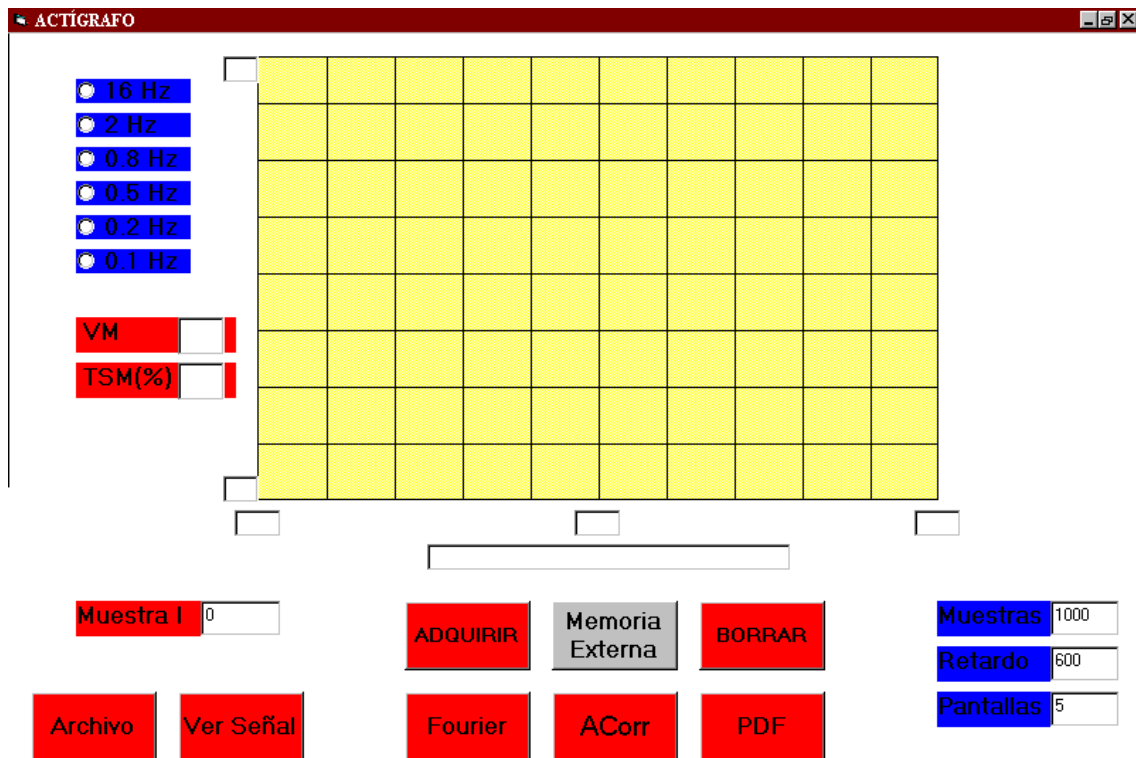 ACTÍGRAFO
16 Hz
2 Hz
0.8 Hz
0.5 Hz
0.2 Hz
0.1 Hz
VM
TSM(%)
Muestra I 0
ADQUIRIR
Memoria
Externa
BORRAR
Muestras 1000
Retardo 600
Pantallas 5
Archivo
Ver Señal
Fourier
ACorr
PDF